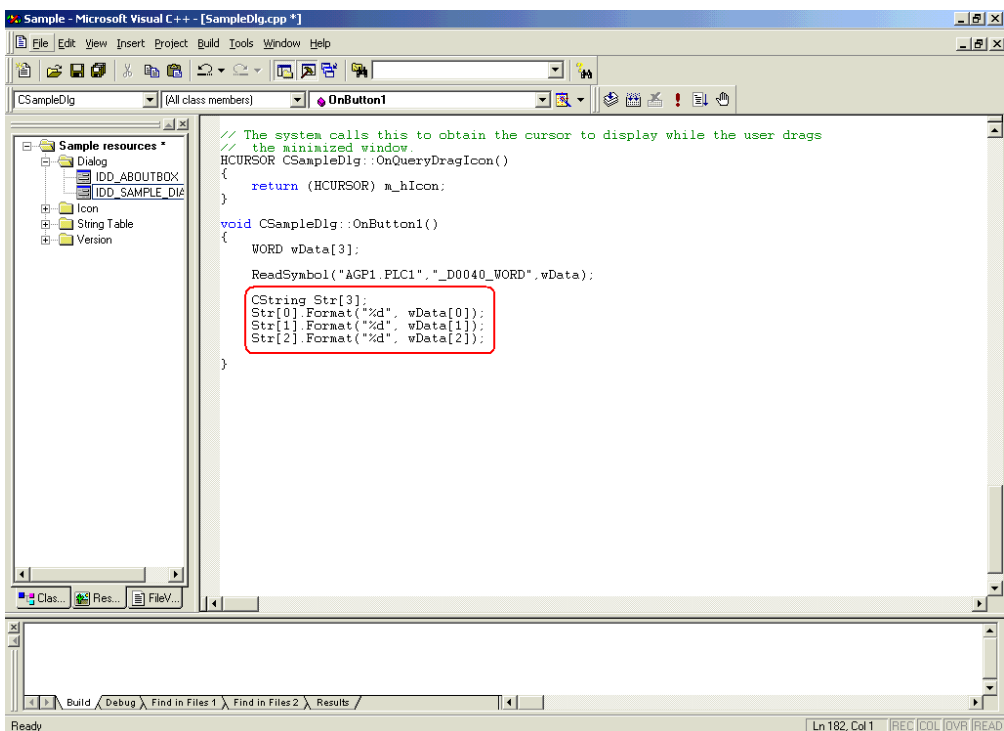 Sample - Microsoft Visual C++ - [SampleDlg.cpp *]
File Edit View Insert Project Build Tools Window Help
CSampleDlg (All class members) OnButton1
Sample resources *
Dialog
IDD_ABOUTBOX
IDD_SAMPLE_DIA
Icon
String Table
Version
// The system calls this to obtain the cursor to display while the user drags
//  the minimized window.
HCURSOR CSampleDlg::OnQueryDragIcon()
{
return (HCURSOR) m_hIcon;
}
void CSampleDlg::OnButton1()
{
WORD wData[3];
ReadSymbol("AGP1.PLC1","_D0040_WORD",wData);
CString Str[3];
Str[0].Format("%d", wData[0]);
Str[1].Format("%d", wData[1]);
Str[2].Format("%d", wData[2]);
}
Clas... Res... FileV...
Build Debug Find in Files 1 Find in Files 2 Results
Ready Ln 182, Col 1 REC COL OVR READ